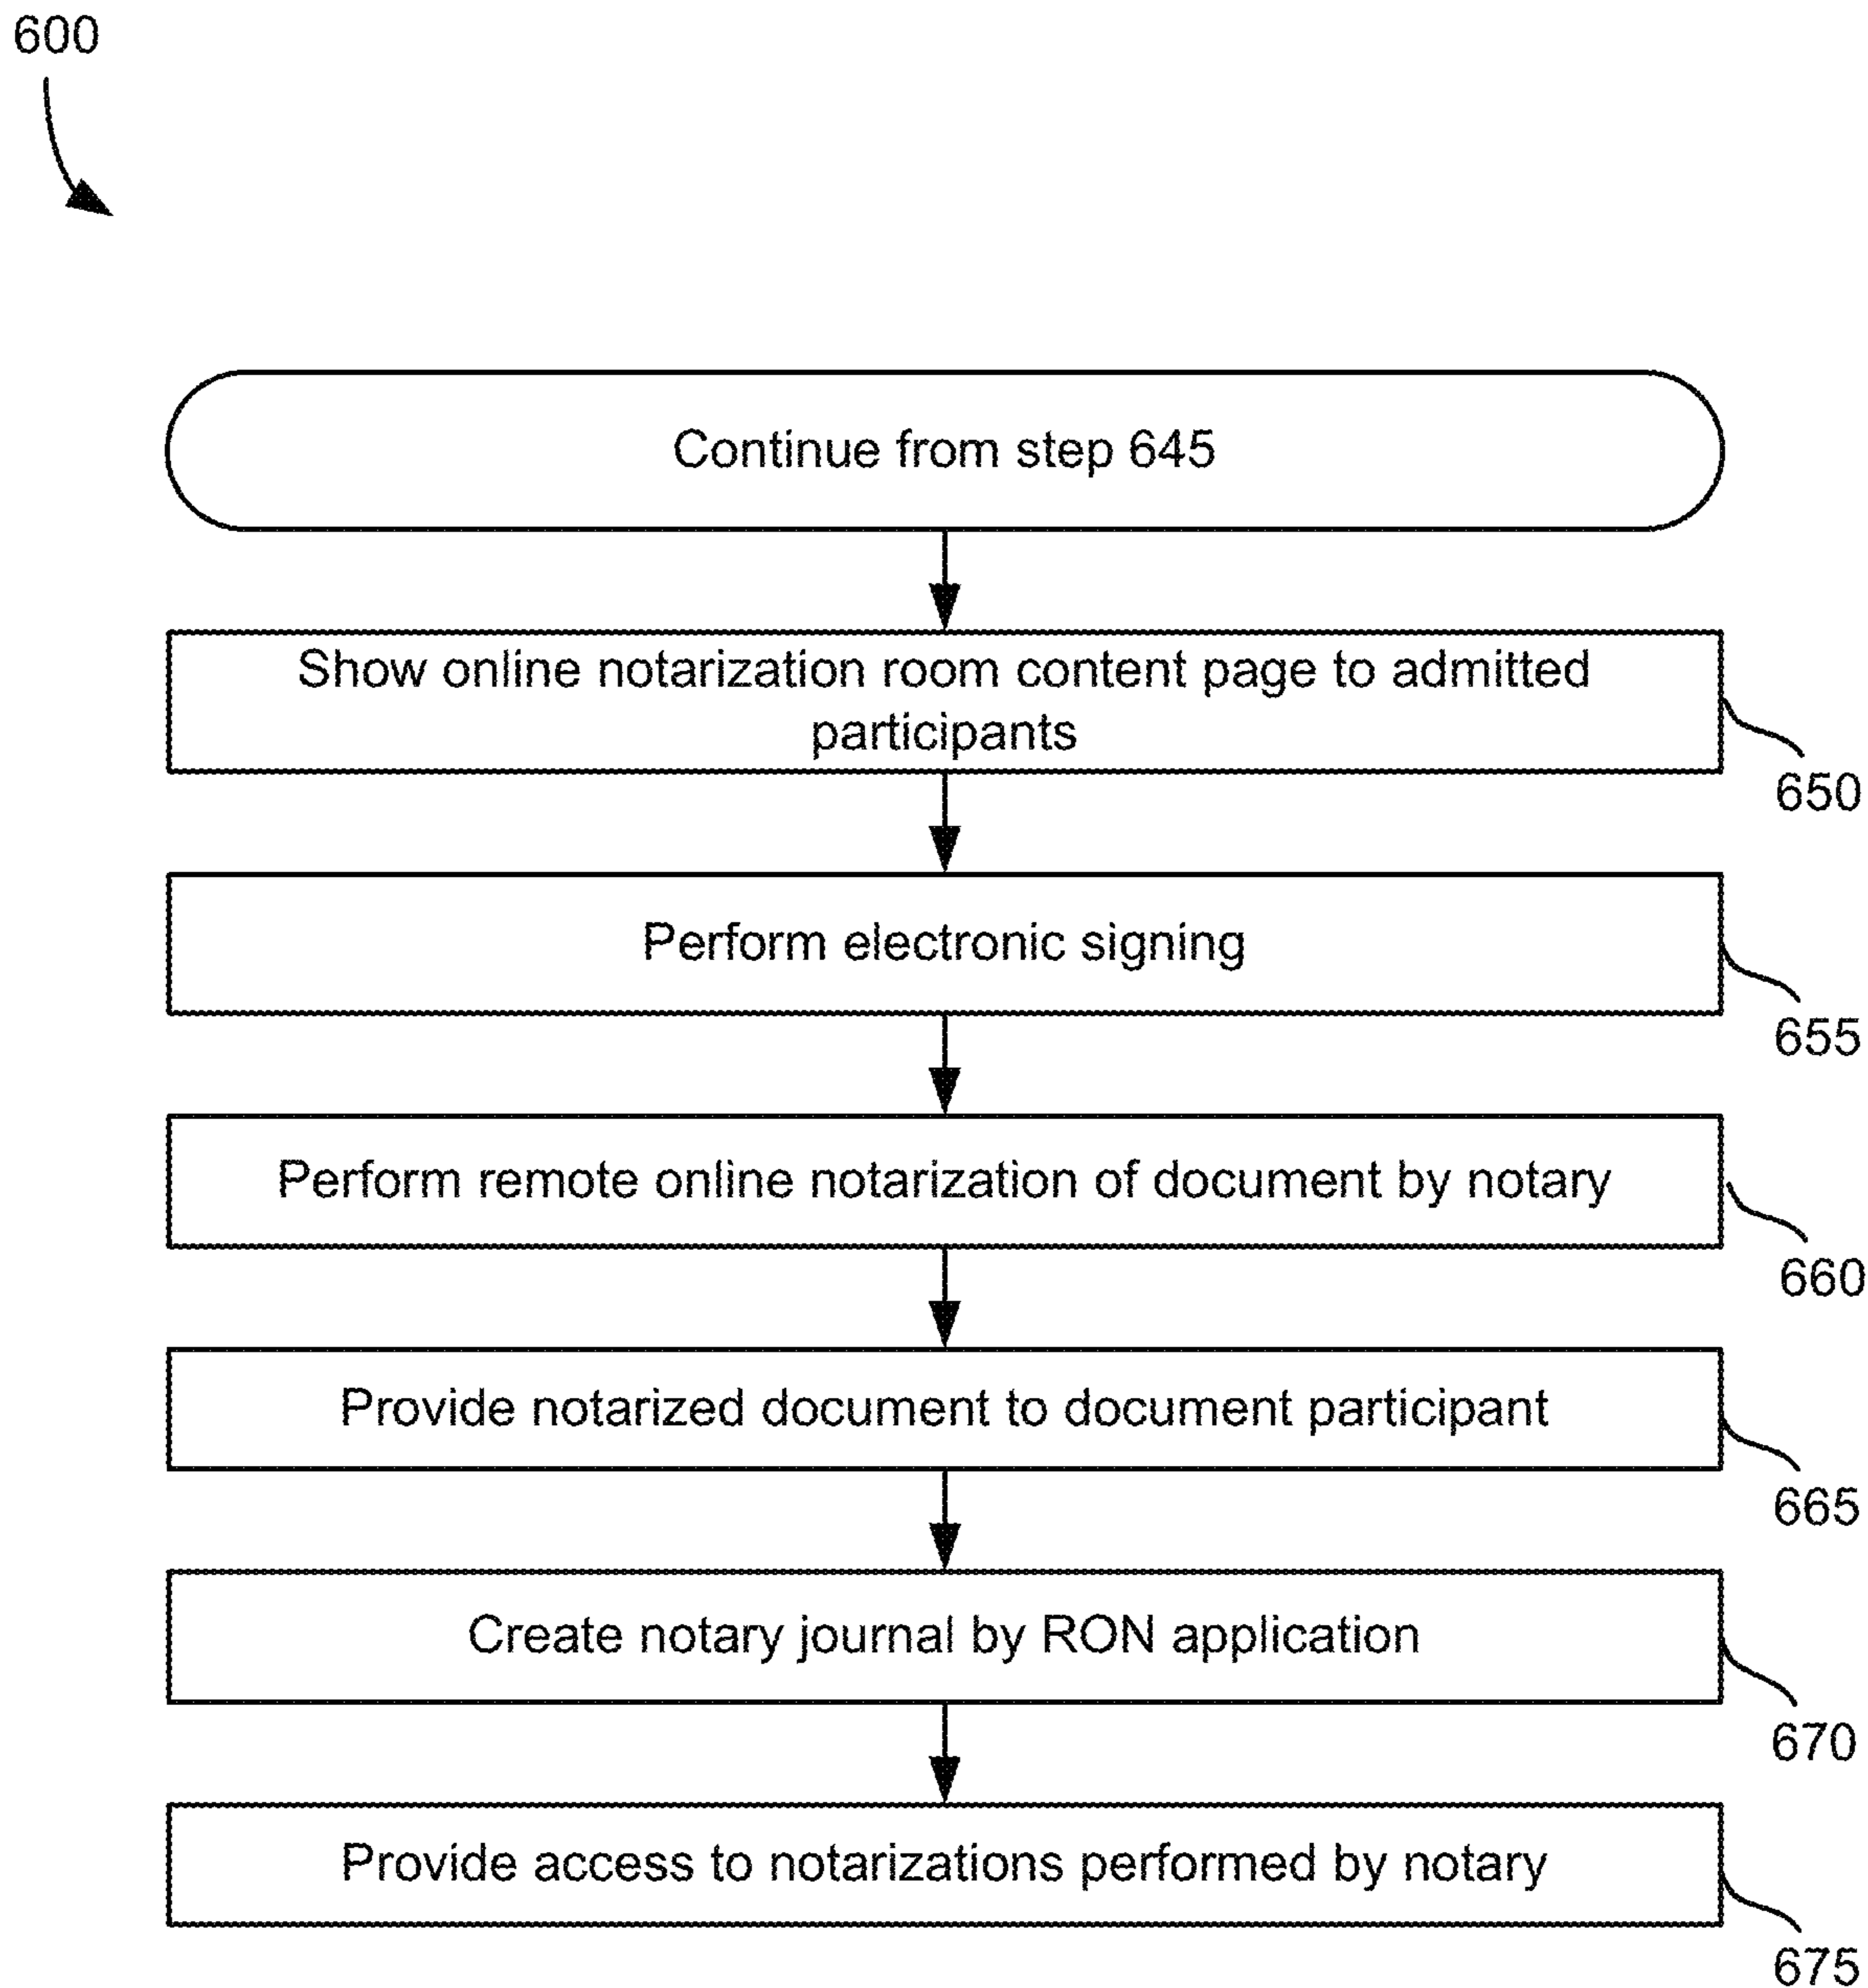 600
Continue from step 645
Show online notarization room content page to admitted
participants
650
Perform electronic signing
655
Perform remote online notarization of document by notary
660
Provide notarized document to document participant
665
Create notary journal by RON application
670
Provide access to notarizations performed by notary
675